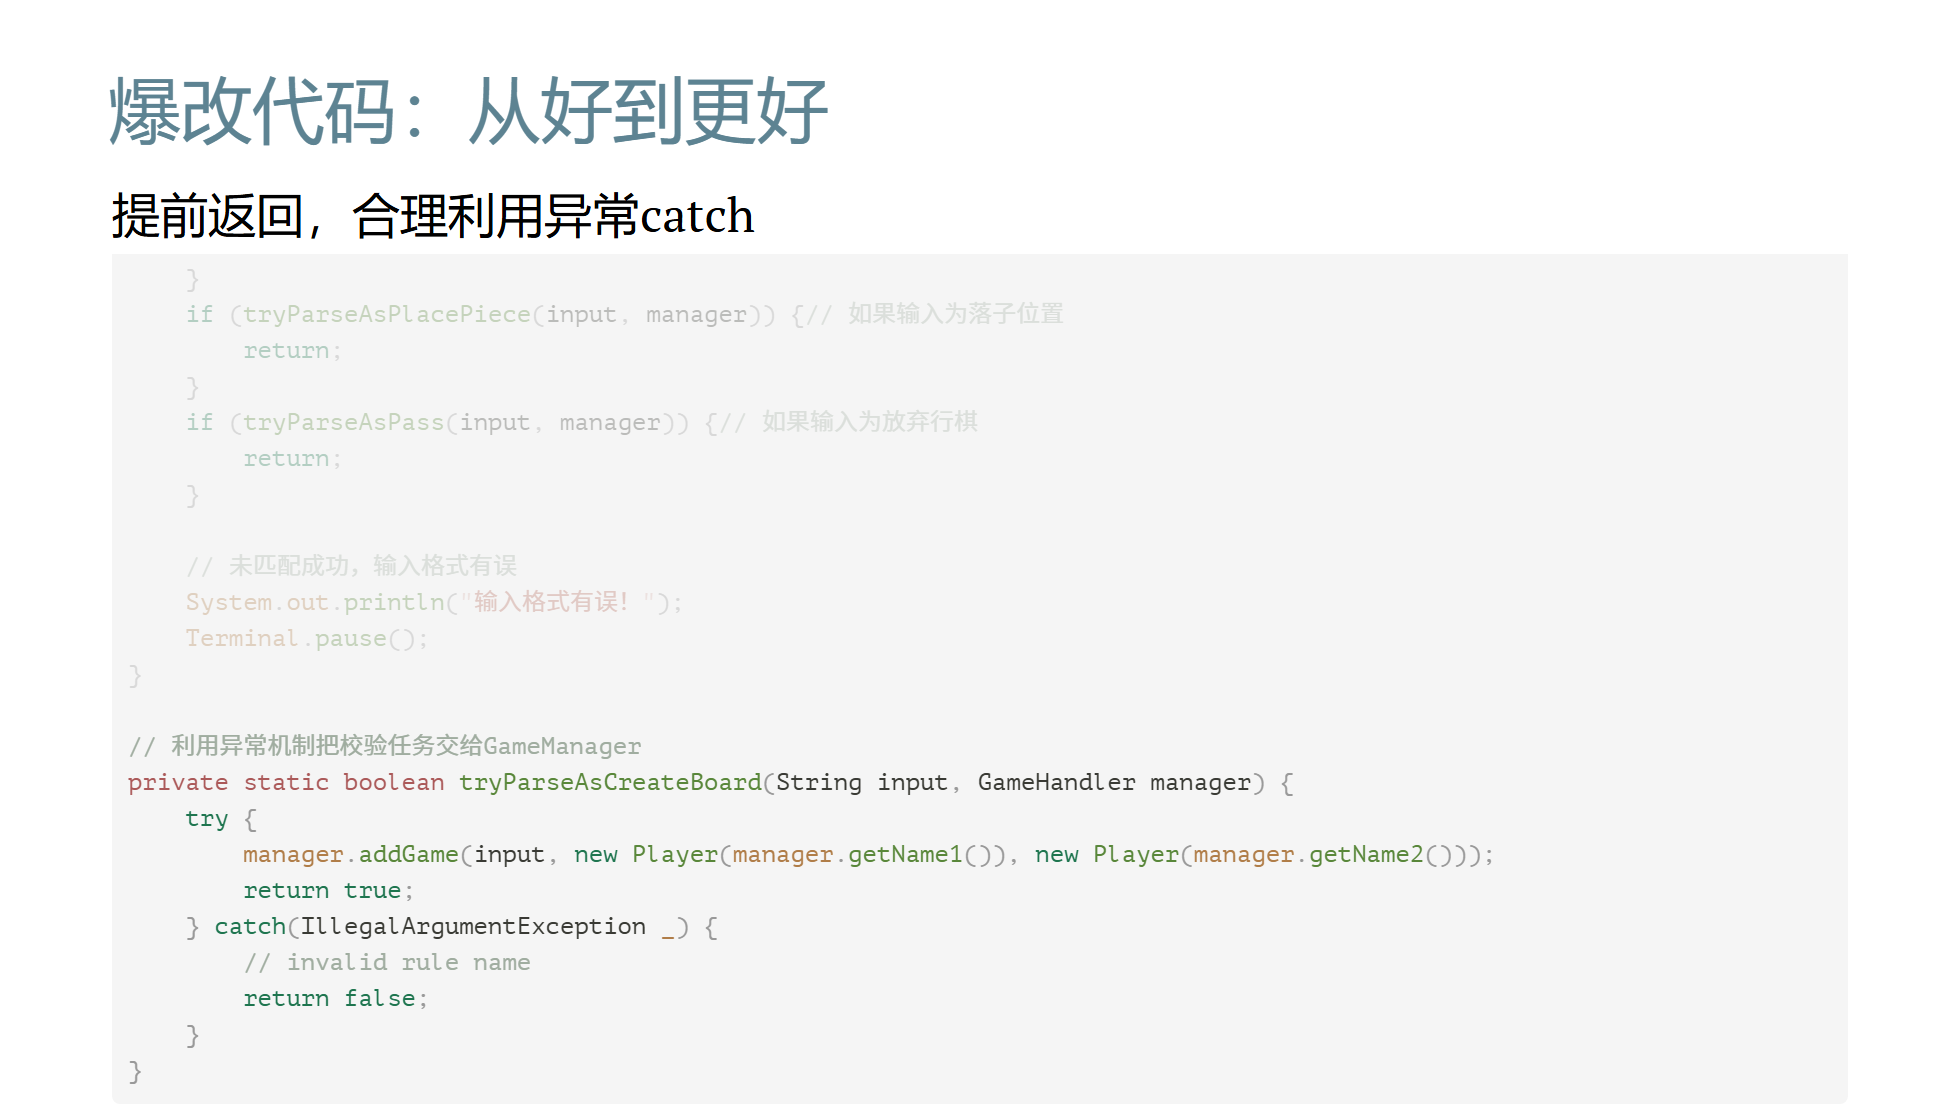 爆改代码：从好到更好
提前返回，合理利用异常catch
    }
    if (tryParseAsPlacePiece(input, manager)) {// 如果输入为落子位置
        return;
    }
    if (tryParseAsPass(input, manager)) {// 如果输入为放弃行棋
        return;
    }

    // 未匹配成功，输入格式有误
    System.out.println("输入格式有误！");
    Terminal.pause();
}

// 利用异常机制把校验任务交给GameManager
private static boolean tryParseAsCreateBoard(String input, GameHandler manager) {
    try {
        manager.addGame(input, new Player(manager.getName1()), new Player(manager.getName2()));
        return true;
    } catch(IllegalArgumentException _) {
        // invalid rule name
        return false;
    }
}